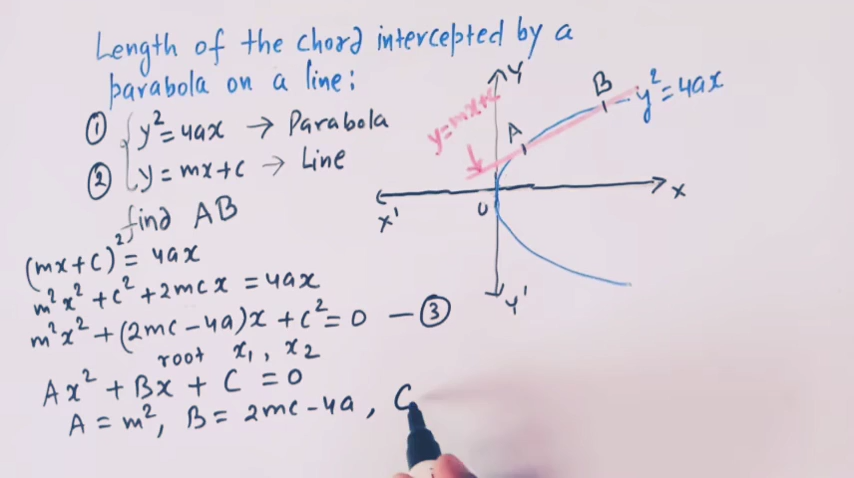 Length of the chord intercepted by a
parabola on a line:
① y²=4ax → Parabola
② y=mx+c → Line
find AB
(mx+c)² = 4ax
m²x² + c² + 2mcx = 4ax
m²x² + (2mc-4a)x + c² = 0 — ③
root x₁, x₂
Ax² + Bx + C = 0
A = m², B = 2mc-4a, C
y
B
y²=4ax
y=mx+c
A
x'
O
x
y'